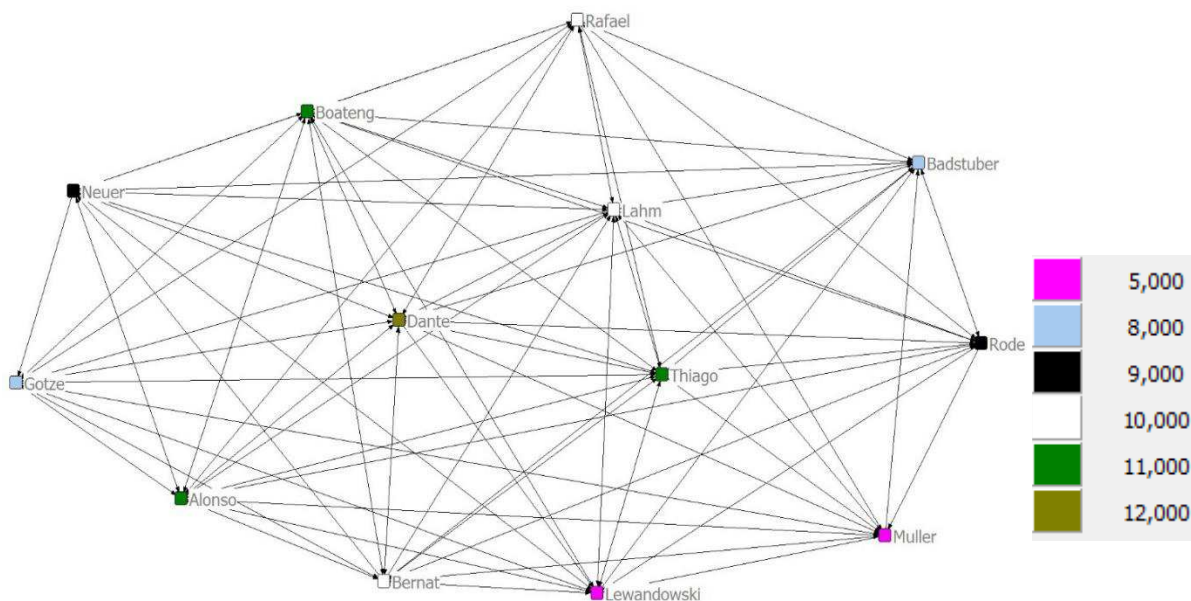 Rafael
Boateng
Badstuber
Neuer
Lahm
Dante
Rode
Thiago
Gotze
Alonso
Muller
Bernat
Lewandowski
5,000
8,000
9,000
10,000
11,000
12,000